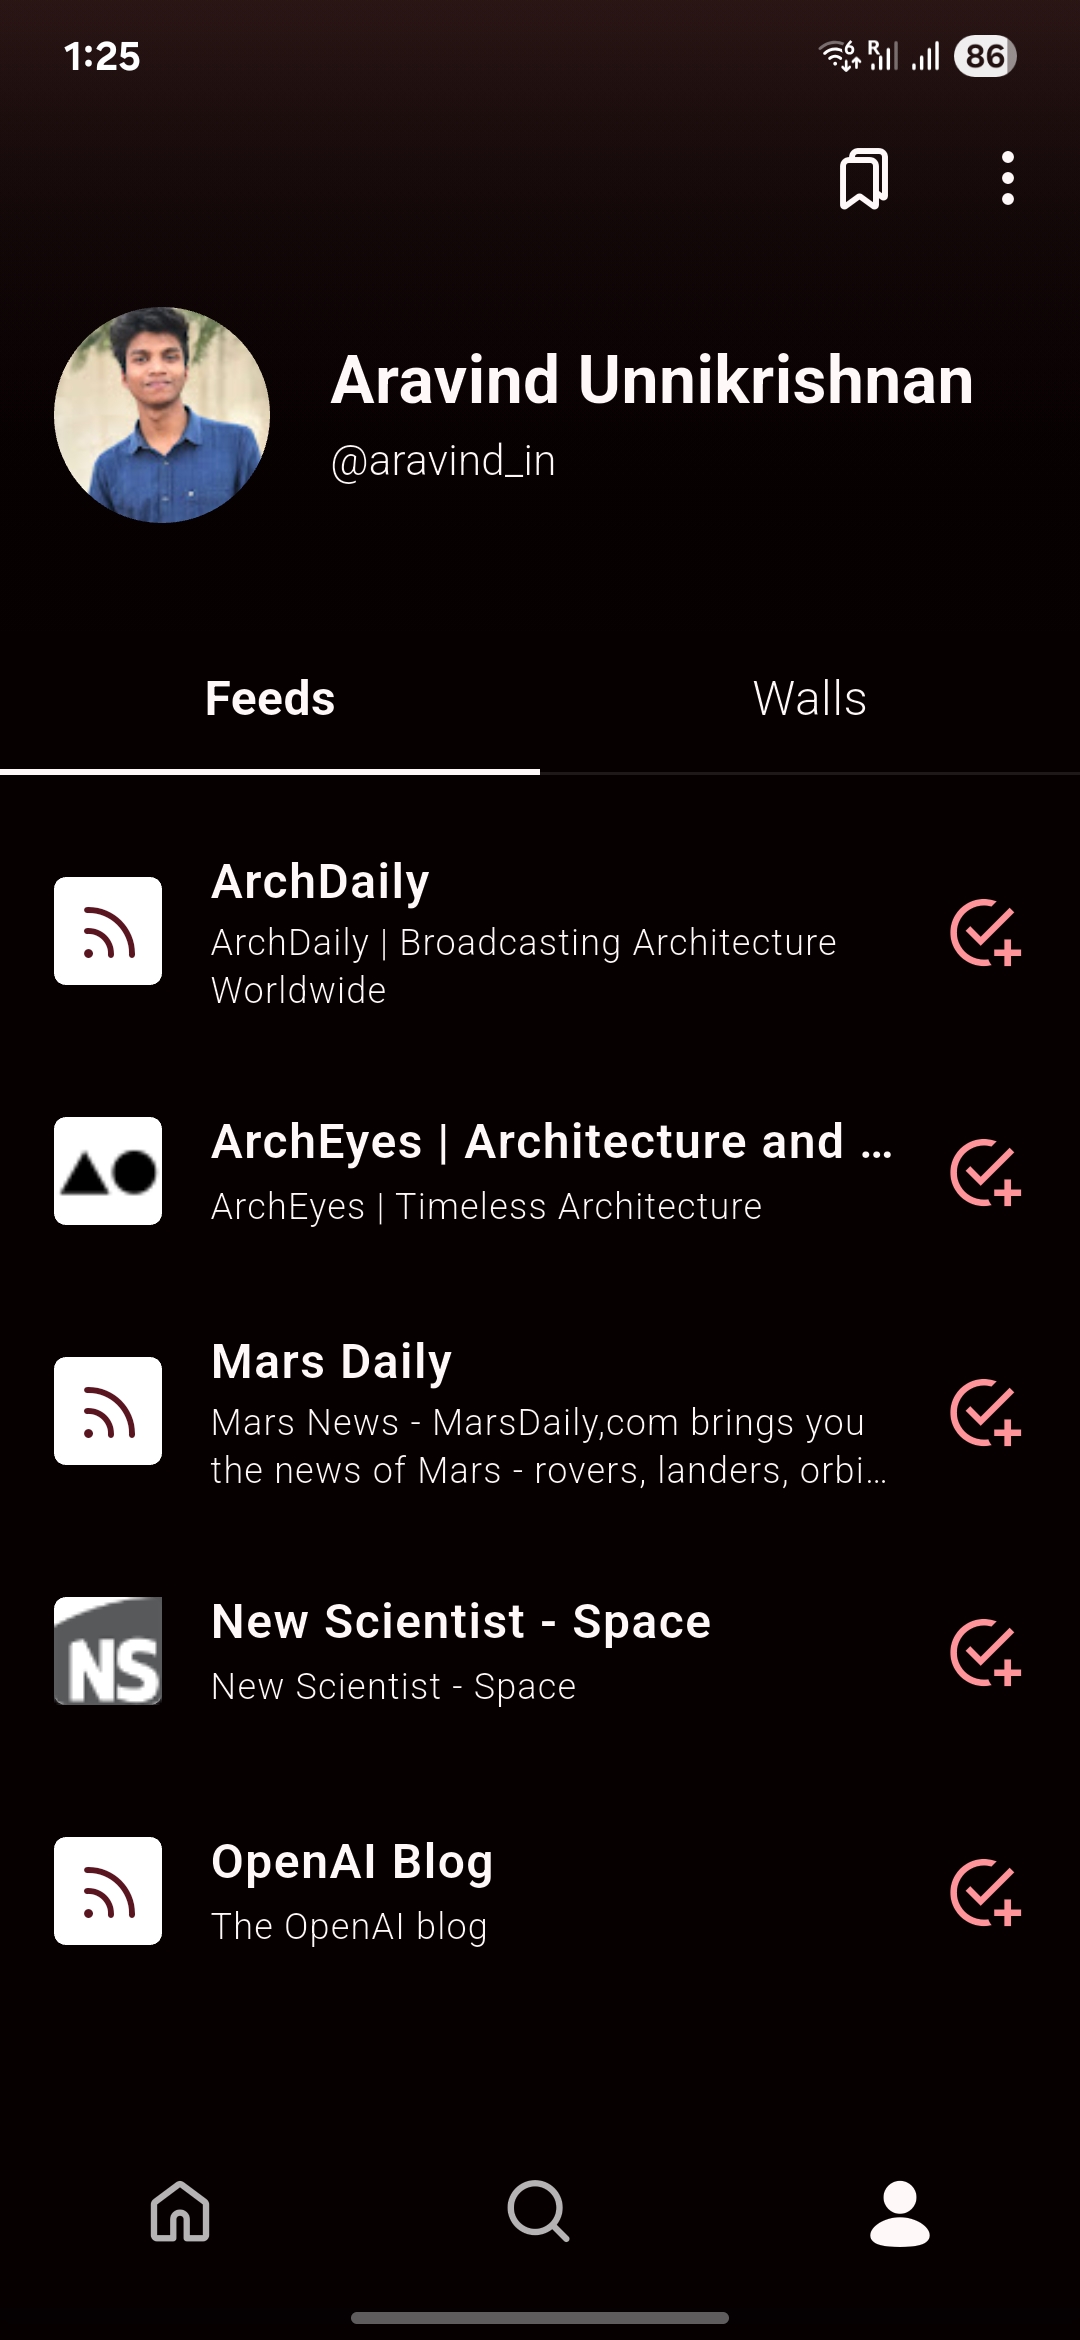 1:25
6 R 86
Aravind Unnikrishnan
@aravind_in
Feeds
Walls
ArchDaily
ArchDaily | Broadcasting Architecture
Worldwide
ArchEyes | Architecture and ...
ArchEyes | Timeless Architecture
Mars Daily
Mars News - MarsDaily,com brings you
the news of Mars - rovers, landers, orbi...
NS
New Scientist - Space
New Scientist - Space
OpenAI Blog
The OpenAI blog